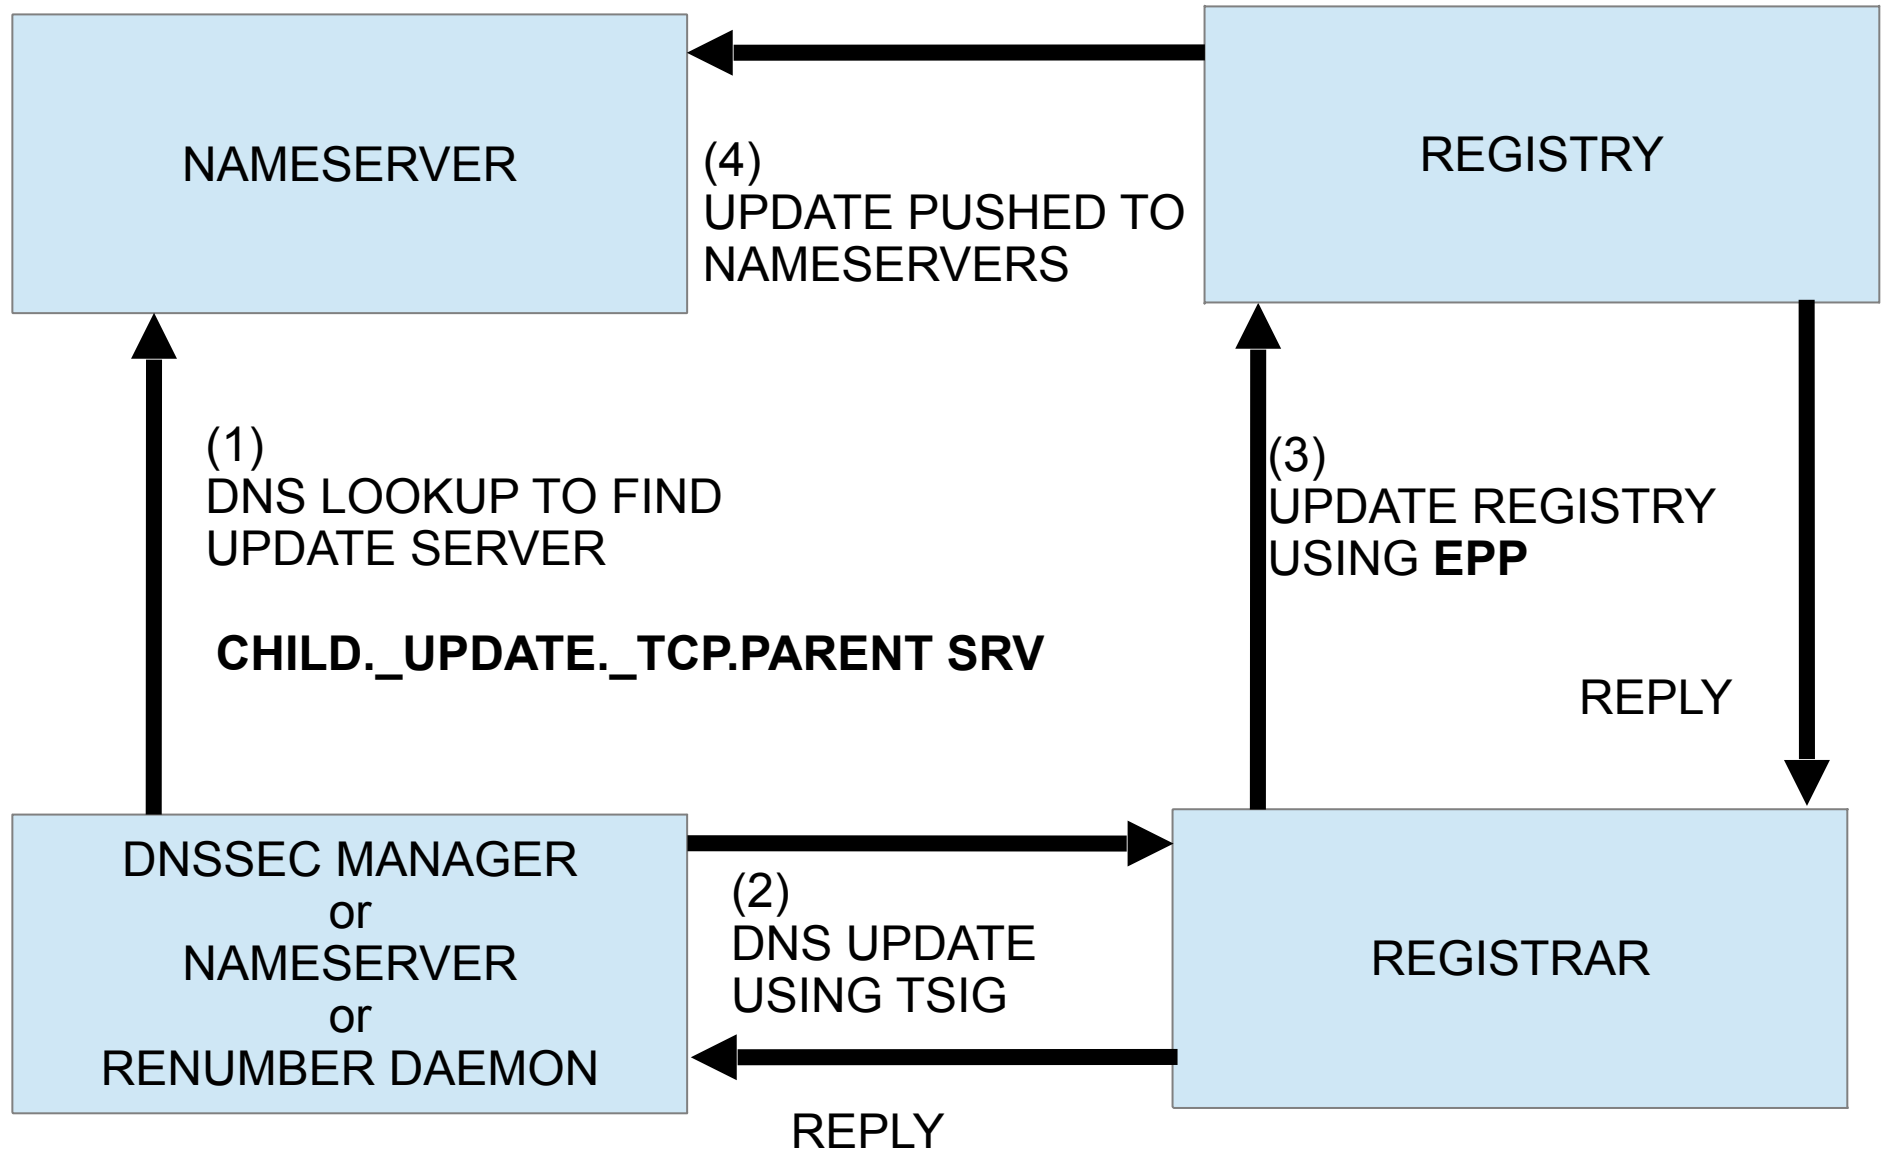 NAMESERVER
REGISTRY
(4)
UPDATE PUSHED TO
NAMESERVERS
(1)
DNS LOOKUP TO FIND
UPDATE SERVER
CHILD._UPDATE._TCP.PARENT SRV
(3)
UPDATE REGISTRY
USING EPP
REPLY
DNSSEC MANAGER
or
NAMESERVER
or
RENUMBER DAEMON
(2)
DNS UPDATE
USING TSIG
REGISTRAR
REPLY